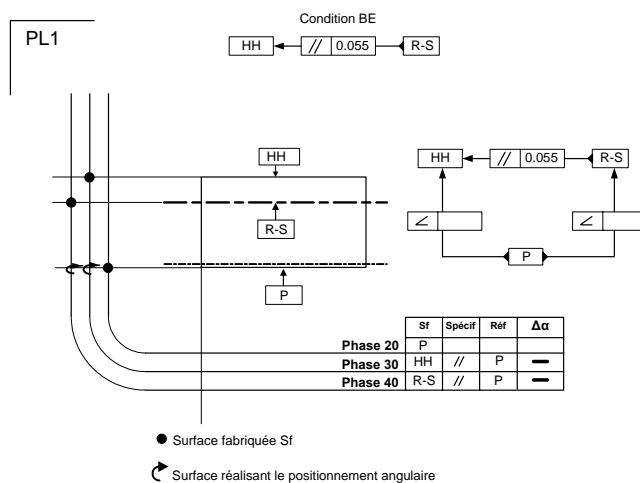 Condition BE
PL1
HH // 0.055 R-S
HH
HH // 0.055 R-S
R-S
∠ ∠
P
P
Sf Spécif Réf Δα
Phase 20 P
Phase 30 HH // P –
Phase 40 R-S // P –
Surface fabriquée Sf
Surface réalisant le positionnement angulaire